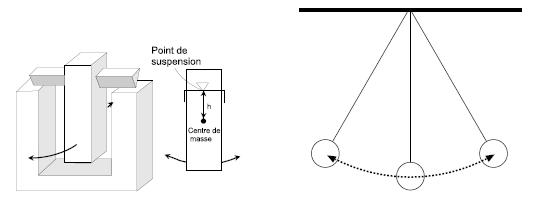 Point de
suspension
h
Centre de
masse